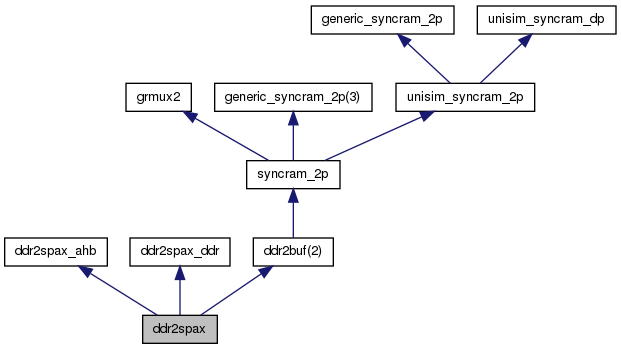 generic_syncram_2p
unisim_syncram_dp
grmux2
generic_syncram_2p(3)
unisim_syncram_2p
syncram_2p
ddr2spax_ahb
ddr2spax_ddr
ddr2buf(2)
ddr2spax